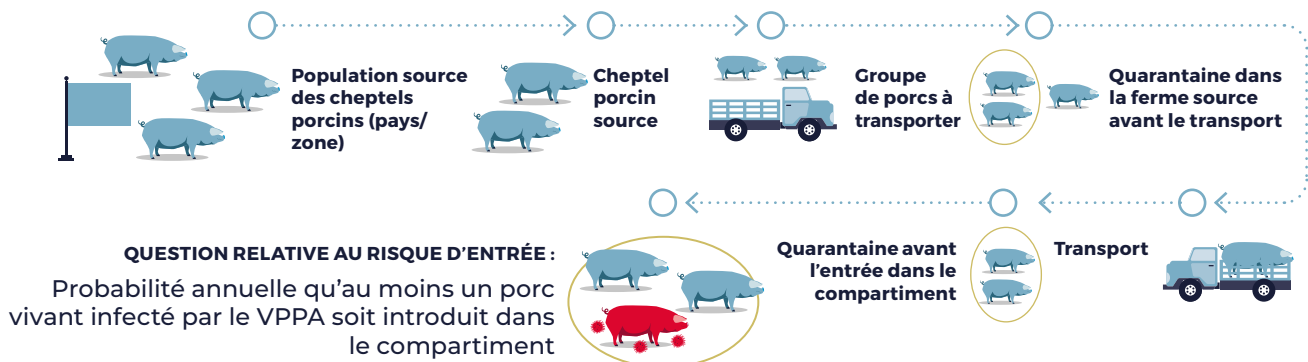 Population source
des cheptels
porcins (pays/
zone)
Cheptel
porcin
source
Groupe
de porcs à
transporter
Quarantaine dans
la ferme source
avant le transport
Transport
Quarantaine avant
l'entrée dans le
compartiment
QUESTION RELATIVE AU RISQUE D'ENTRÉE :
Probabilité annuelle qu'au moins un porc
vivant infecté par le VPPA soit introduit dans
le compartiment